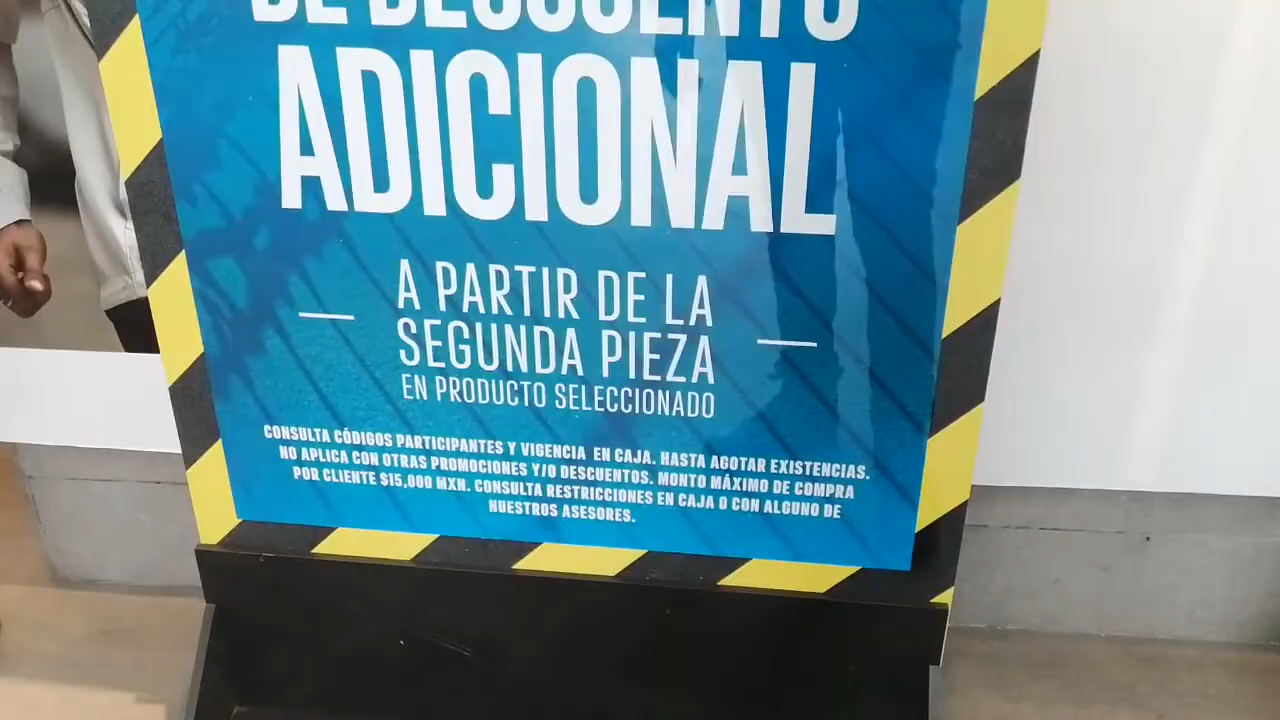 DE DESCUENTO
ADICIONAL
A PARTIR DE LA
SEGUNDA PIEZA
EN PRODUCTO SELECCIONADO
CONSULTA CÓDIGOS PARTICIPANTES Y VIGENCIA EN CAJA. HASTA AGOTAR EXISTENCIAS.
NO APLICA CON OTRAS PROMOCIONES Y/O DESCUENTOS. MONTO MÁXIMO DE COMPRA
POR CLIENTE $15,000 MXN. CONSULTA RESTRICCIONES EN CAJA O CON ALGUNO DE
NUESTROS ASESORES.